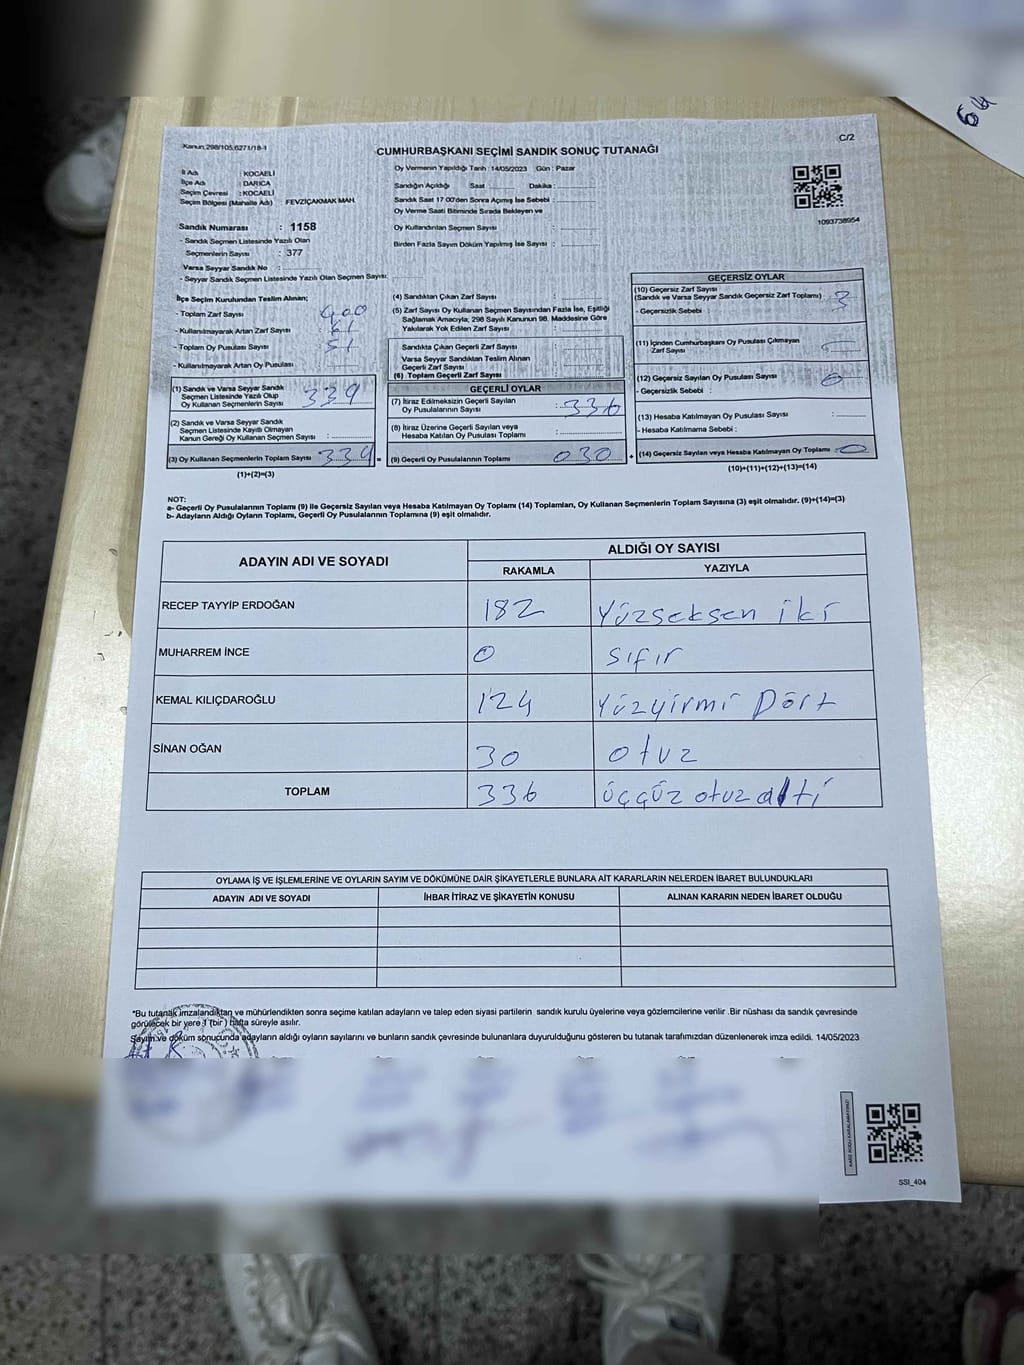 64
Kanun:298/105,6271/18-1
C/2
CUMHURBAŞKANI SEÇİMİ SANDIK SONUÇ TUTANAĞI
İl Adı : KOCAELİ
İlçe Adı : DARICA
Seçim Çevresi : KOCAELİ
Seçim Bölgesi (Mahalle Adı) : FEVZİÇAKMAK MAH.
Sandık Numarası : 1158
- Sandık Seçmen Listesinde Yazılı Olan
Seçmenlerin Sayısı : 377
Varsa Seyyar Sandık No :
- Seyyar Sandık Seçmen Listesinde Yazılı Olan Seçmen Sayısı:
Oy Vermenin Yapıldığı Tarih :14/05/2023 Gün : Pazar
Sandığın Açıldığı Saat Dakika :
Sandık Saat 17.00'den Sonra Açılmış İse Sebebi :
Oy Verme Saati Bitiminde Sırada Bekleyen ve
Oy Kullandırılan Seçmen Sayısı :
Birden Fazla Sayım Döküm Yapılmış İse Sayısı :
1093738954
İlçe Seçim Kurulundan Teslim Alınan;
- Toplam Zarf Sayısı : 400
- Kullanılmayarak Artan Zarf Sayısı : 61
- Toplam Oy Pusulası Sayısı : 51
- Kullanılmayarak Artan Oy Pusulası :
(1) Sandık ve Varsa Seyyar Sandık
Seçmen Listesinde Yazılı Olup
Oy Kullanan Seçmenlerin Sayısı : 339
(2) Sandık ve Varsa Seyyar Sandık
Seçmen Listesinde Kayıtlı Olmayan
Kanun Gereği Oy Kullanan Seçmen Sayısı :
(3) Oy Kullanan Seçmenlerin Toplam Sayısı 339 =
(1)+(2)=(3)
(4) Sandıktan Çıkan Zarf Sayısı :
(5) Zarf Sayısı Oy Kullanan Seçmen Sayısından Fazla İse, Eşitliği
Sağlamak Amacıyla, 298 Sayılı Kanunun 98. Maddesine Göre
Yakılarak Yok Edilen Zarf Sayısı :
Sandıkta Çıkan Geçerli Zarf Sayısı :
Varsa Seyyar Sandıktan Teslim Alınan
Geçerli Zarf Sayısı :
(6) Toplam Geçerli Zarf Sayısı :
GEÇERLİ OYLAR
(7) İtiraz Edilmeksizin Geçerli Sayılan
Oy Pusulalarının Sayısı : 336
(8) İtiraz Üzerine Geçerli Sayılan veya
Hesaba Katılan Oy Pusulası Toplamı :
(9) Geçerli Oy Pusulalarının Toplamı 030 +
GEÇERSİZ OYLAR
(10) Geçersiz Zarf Sayısı
(Sandık ve Varsa Seyyar Sandık Geçersiz Zarf Toplamı) : 3
- Geçersizlik Sebebi :
(11) İçinden Cumhurbaşkanı Oy Pusulası Çıkmayan
Zarf Sayısı :
(12) Geçersiz Sayılan Oy Pusulası Sayısı : 0
- Geçersizlik Sebebi :
(13) Hesaba Katılmayan Oy Pusulası Sayısı :
- Hesaba Katılmama Sebebi :
(14) Geçersiz Sayılan veya Hesaba Katılmayan Oy Toplamı : 0
(10)+(11)+(12)+(13)=(14)
NOT:
a- Geçerli Oy Pusulalarının Toplamı (9) ile Geçersiz Sayılan veya Hesaba Katılmayan Oy Toplamı (14) Toplamları, Oy Kullanan Seçmenlerin Toplam Sayısına (3) eşit olmalıdır. (9)+(14)=(3)
b- Adayların Aldığı Oyların Toplamı, Geçerli Oy Pusulalarının Toplamına (9) eşit olmalıdır.
ADAYIN ADI VE SOYADI
ALDIĞI OY SAYISI
RAKAMLA YAZIYLA
RECEP TAYYİP ERDOĞAN 182 Yüzseksen iki
MUHARREM İNCE 0 Sıfır
KEMAL KILIÇDAROĞLU 124 Yüzyirmi Dört
SİNAN OĞAN 30 otuz
TOPLAM 336 üçgüz otuz alti
OYLAMA İŞ VE İŞLEMLERİNE VE OYLARIN SAYIM VE DÖKÜMÜNE DAİR ŞİKAYETLERLE BUNLARA AİT KARARLARIN NELERDEN İBARET BULUNDUKLARI
ADAYIN ADI VE SOYADI İHBAR İTİRAZ VE ŞİKAYETİN KONUSU ALINAN KARARIN NEDEN İBARET OLDUĞU
*Bu tutanak imzalandıktan ve mühürlendikten sonra seçime katılan adayların ve talep eden siyasi partilerin sandık kurulu üyelerine veya gözlemcilerine verilir .Bir nüshası da sandık çevresinde
görülecek bir yere 1 (bir ) hafta süreyle asılır.
Sayım ve döküm sonucunda adayların aldığı oyların sayılarını ve bunların sandık çevresinde bulunanlara duyurulduğunu gösteren bu tutanak tarafımızdan düzenlenerek imza edildi. 14/05/2023
SSI_404